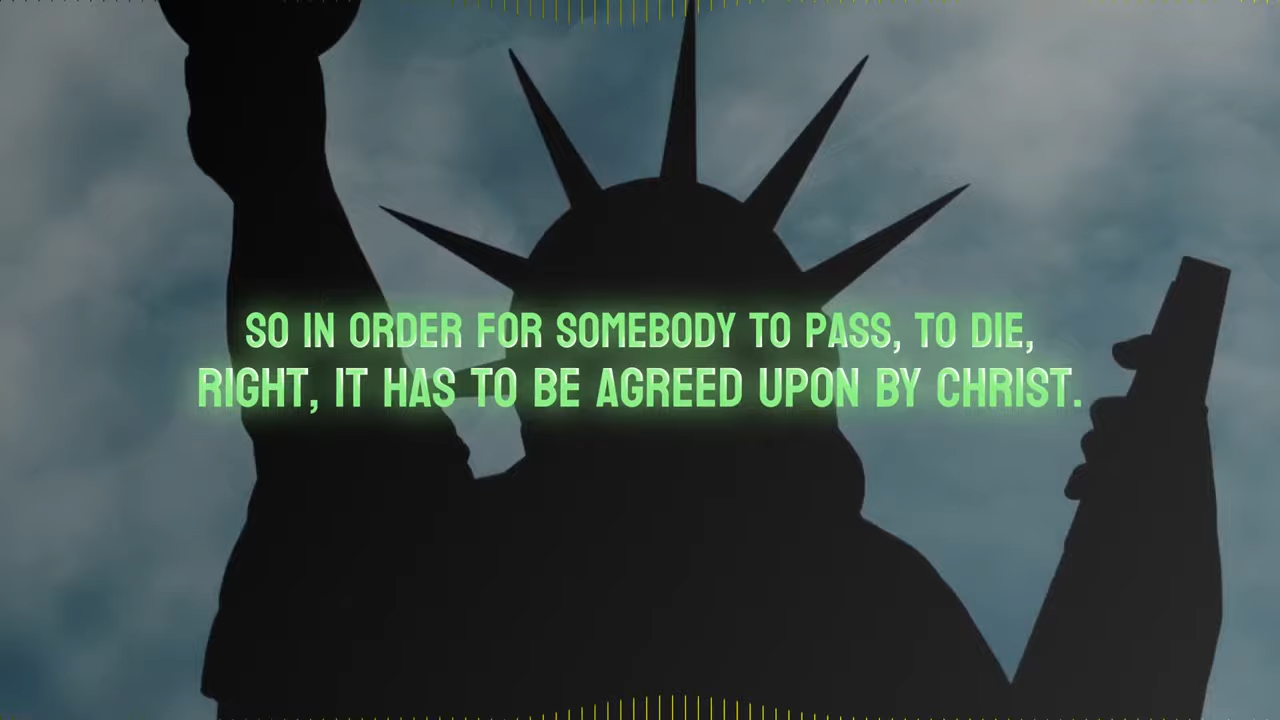 SO IN ORDER FOR SOMEBODY TO PASS, TO DIE,
RIGHT, IT HAS TO BE AGREED UPON BY CHRIST.